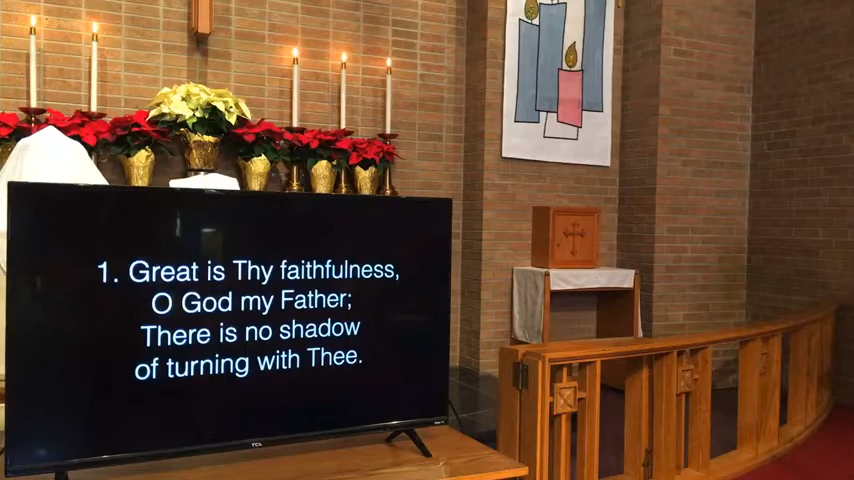 1. Great is Thy faithfulness,
O God my Father;
There is no shadow
of turning with Thee.
TCL